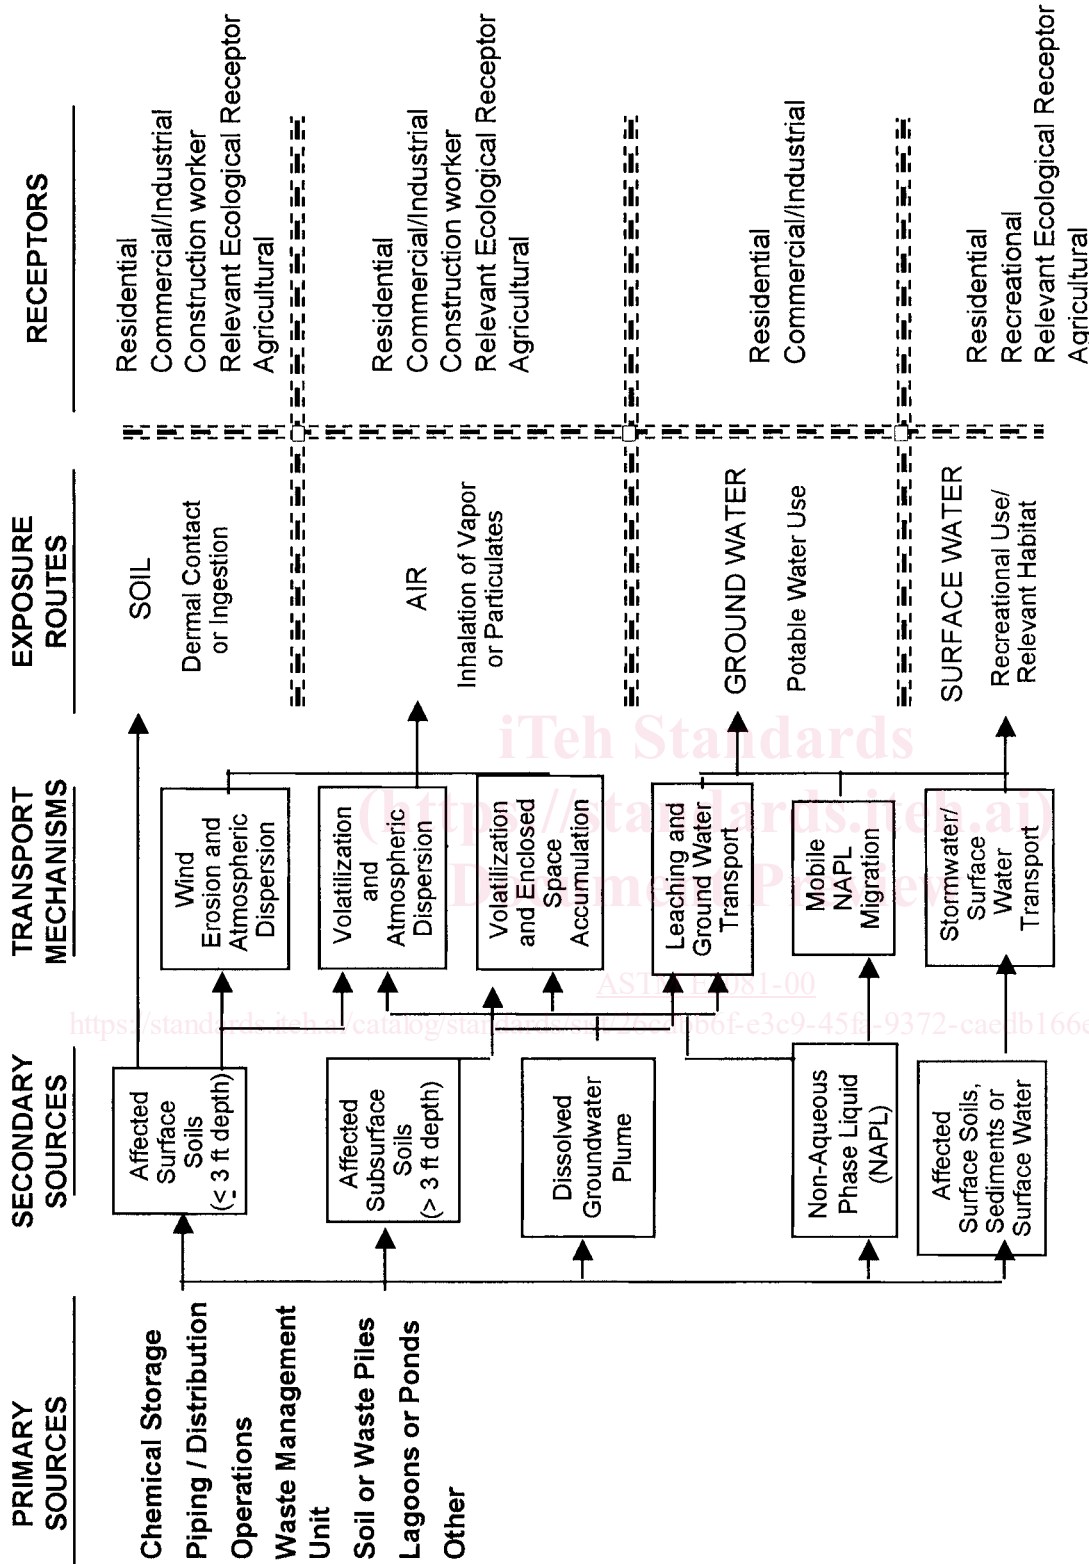 PRIMARY
SOURCES
Chemical Storage
Piping / Distribution
Operations
Waste Management
Unit
Soil or Waste Piles
Lagoons or Ponds
Other
SECONDARY
SOURCES
Affected
Surface
Soils
(≤ 3 ft depth)
Affected
Subsurface
Soils
(> 3 ft depth)
Dissolved
Groundwater
Plume
Non-Aqueous
Phase Liquid
(NAPL)
Affected
Surface Soils,
Sediments or
Surface Water
TRANSPORT
MECHANISMS
Wind
Erosion and
Atmospheric
Dispersion
Volatilization
and
Atmospheric
Dispersion
Volatilization
and Enclosed
Space
Accumulation
Leacing and
Ground Water
Transport
Mobile
NAPL
Migration
Stormwater/
Surface
Water
Transport
EXPOSURE
ROUTES
SOIL
Dermal Contact
or Ingestion
AIR
Inhalation of Vapor
or Particulates
GROUND WATER
Potable Water Use
SURFACE WATER
Recreational Use/
Relevant Habitat
RECEPTORS
Residential
Commercial/Industrial
Construction worker
Relevant Ecological Receptor
Agricultural
Residential
Commercial/Industrial
Construction worker
Relevant Ecological Receptor
Agricultural
Residential
Commercial/Industrial
Residential
Recreational
Relevant Ecological Receptor
Agricultural
iTeh Standards
(https://standards.iteh.ai)
Document Preview